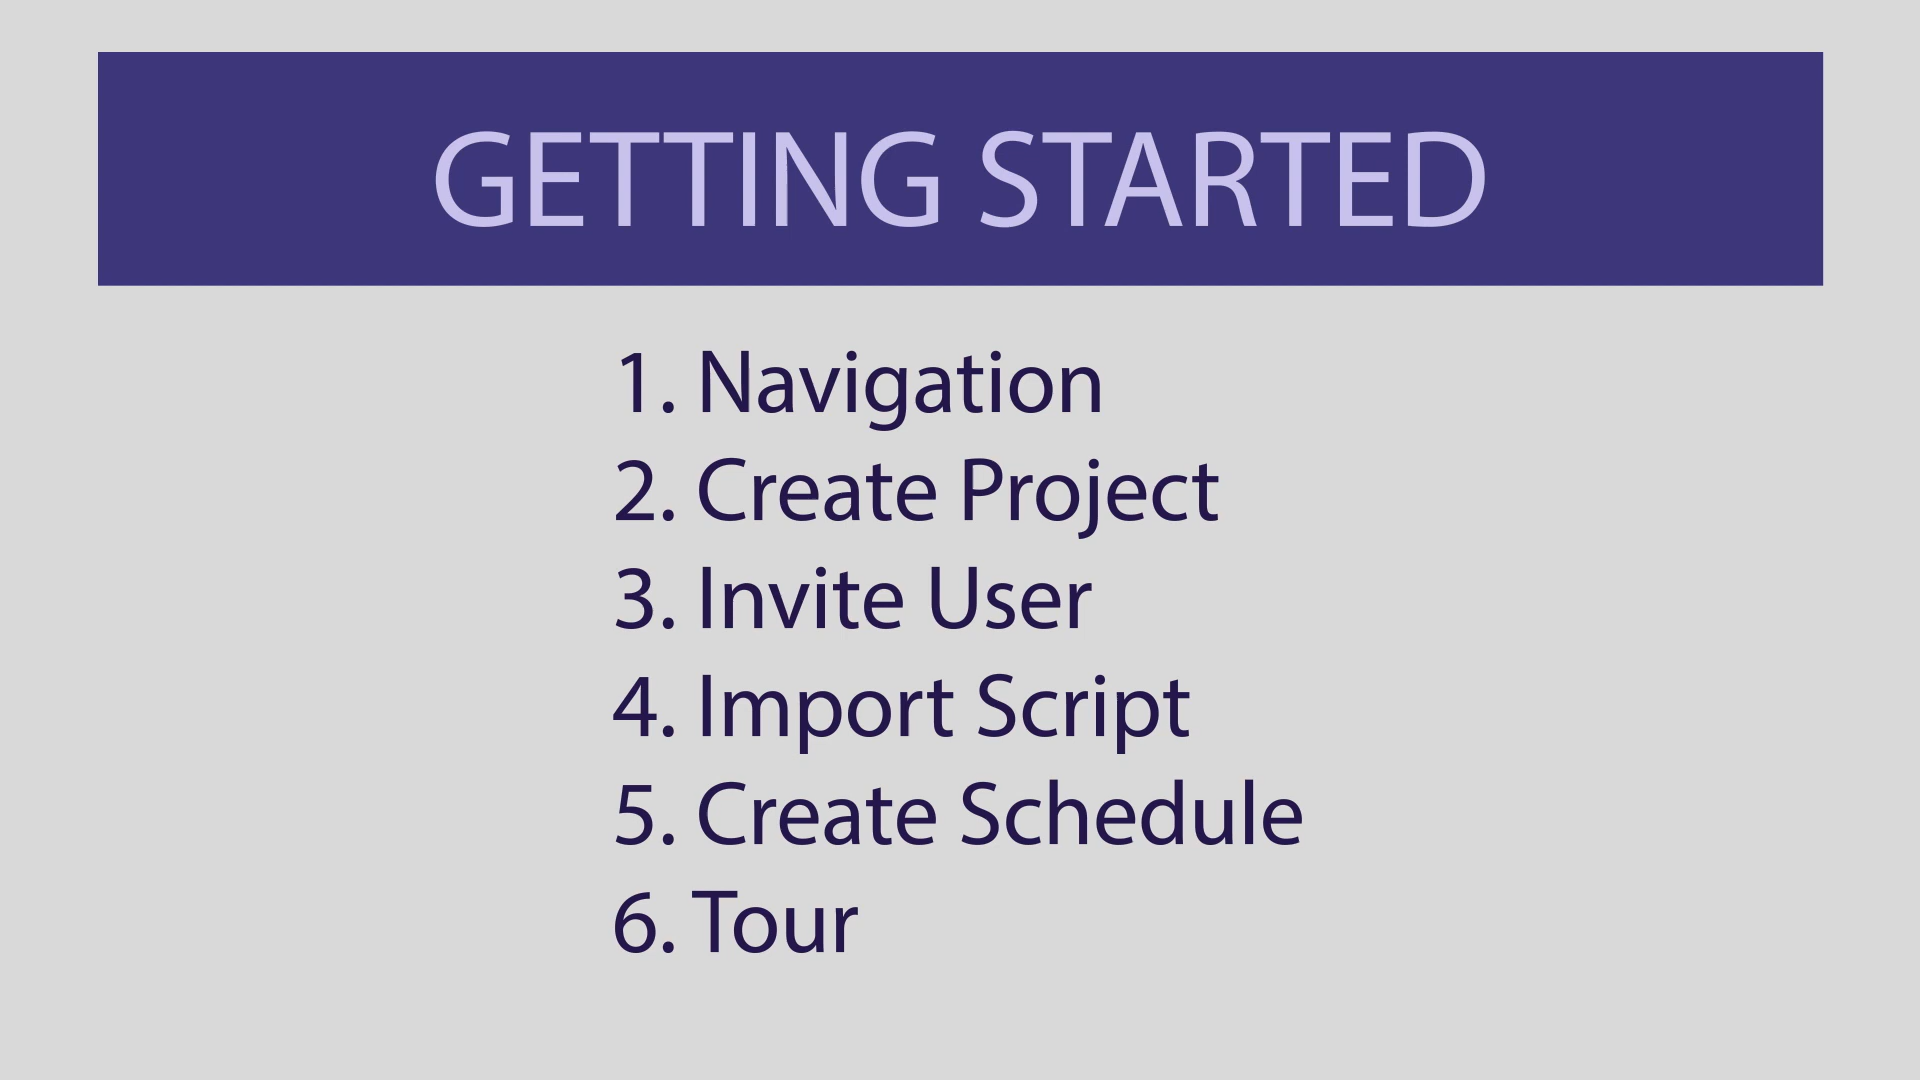 GETTING STARTED
1. Navigation
2. Create Project
3. Invite User
4. Import Script
5. Create Schedule
6. Tour